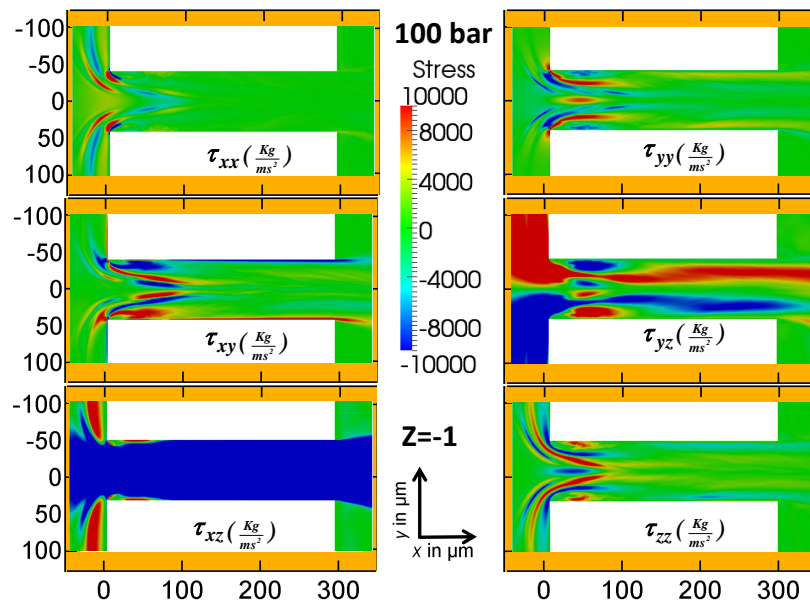 -100
-50
0
50
100
τxx ( Kg/ms² )
100 bar
Stress
10000
8000
4000
0
-4000
-8000
-10000
τyy ( Kg/ms² )
-100
-50
0
50
100
τxy ( Kg/ms² )
τyz ( Kg/ms² )
-100
-50
0
50
100
τxz ( Kg/ms² )
0 100 200 300
Z=-1
y in µm
x in µm
τzz ( Kg/ms² )
0 100 200 300